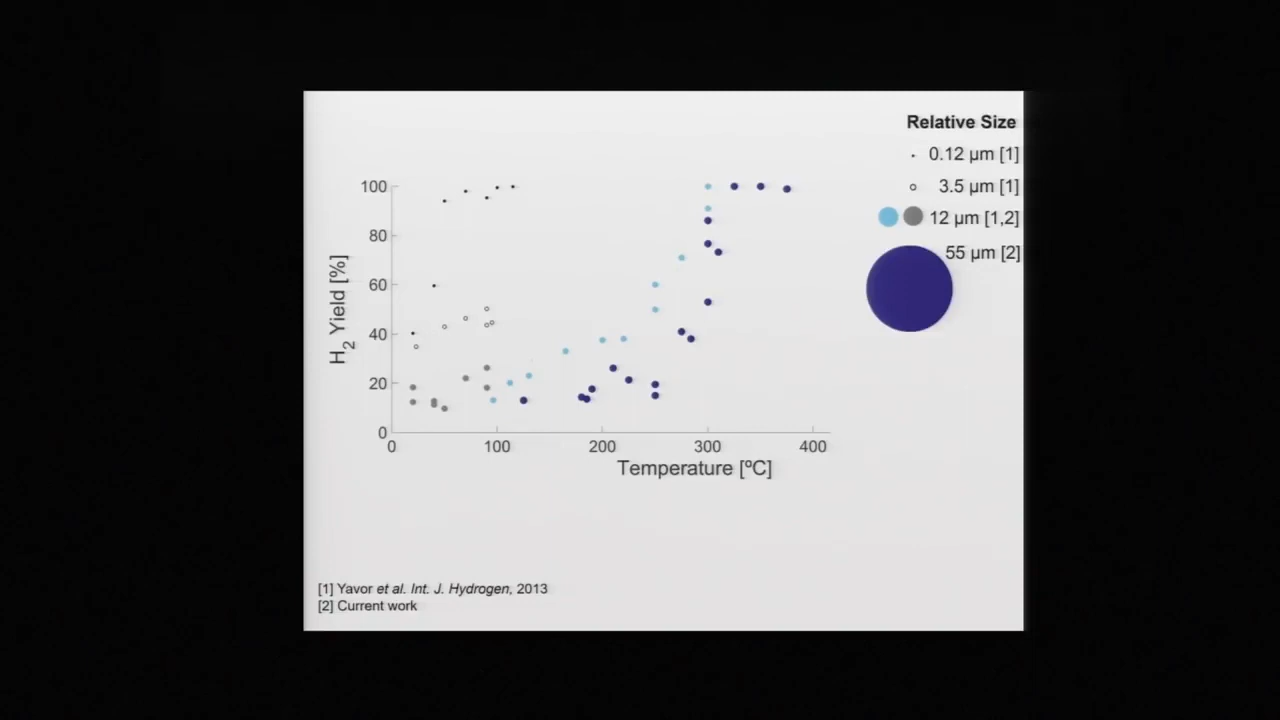 Relative Size
0.12 µm [1]
3.5 µm [1]
12 µm [1,2]
55 µm [2]
100
80
60
40
20
0
H2 Yield [%]
0 100 200 300 400
Temperature [ºC]
[1] Yavor et al. Int. J. Hydrogen, 2013
[2] Current work